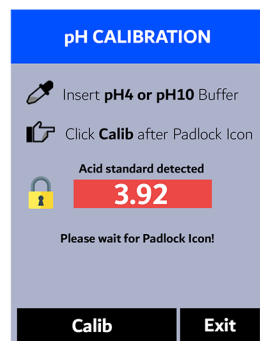 pH CALIBRATION
Insert pH4 or pH10 Buffer
Click Calib after Padlock Icon
Acid standard detected
3.92
Please wait for Padlock Icon!
Calib Exit